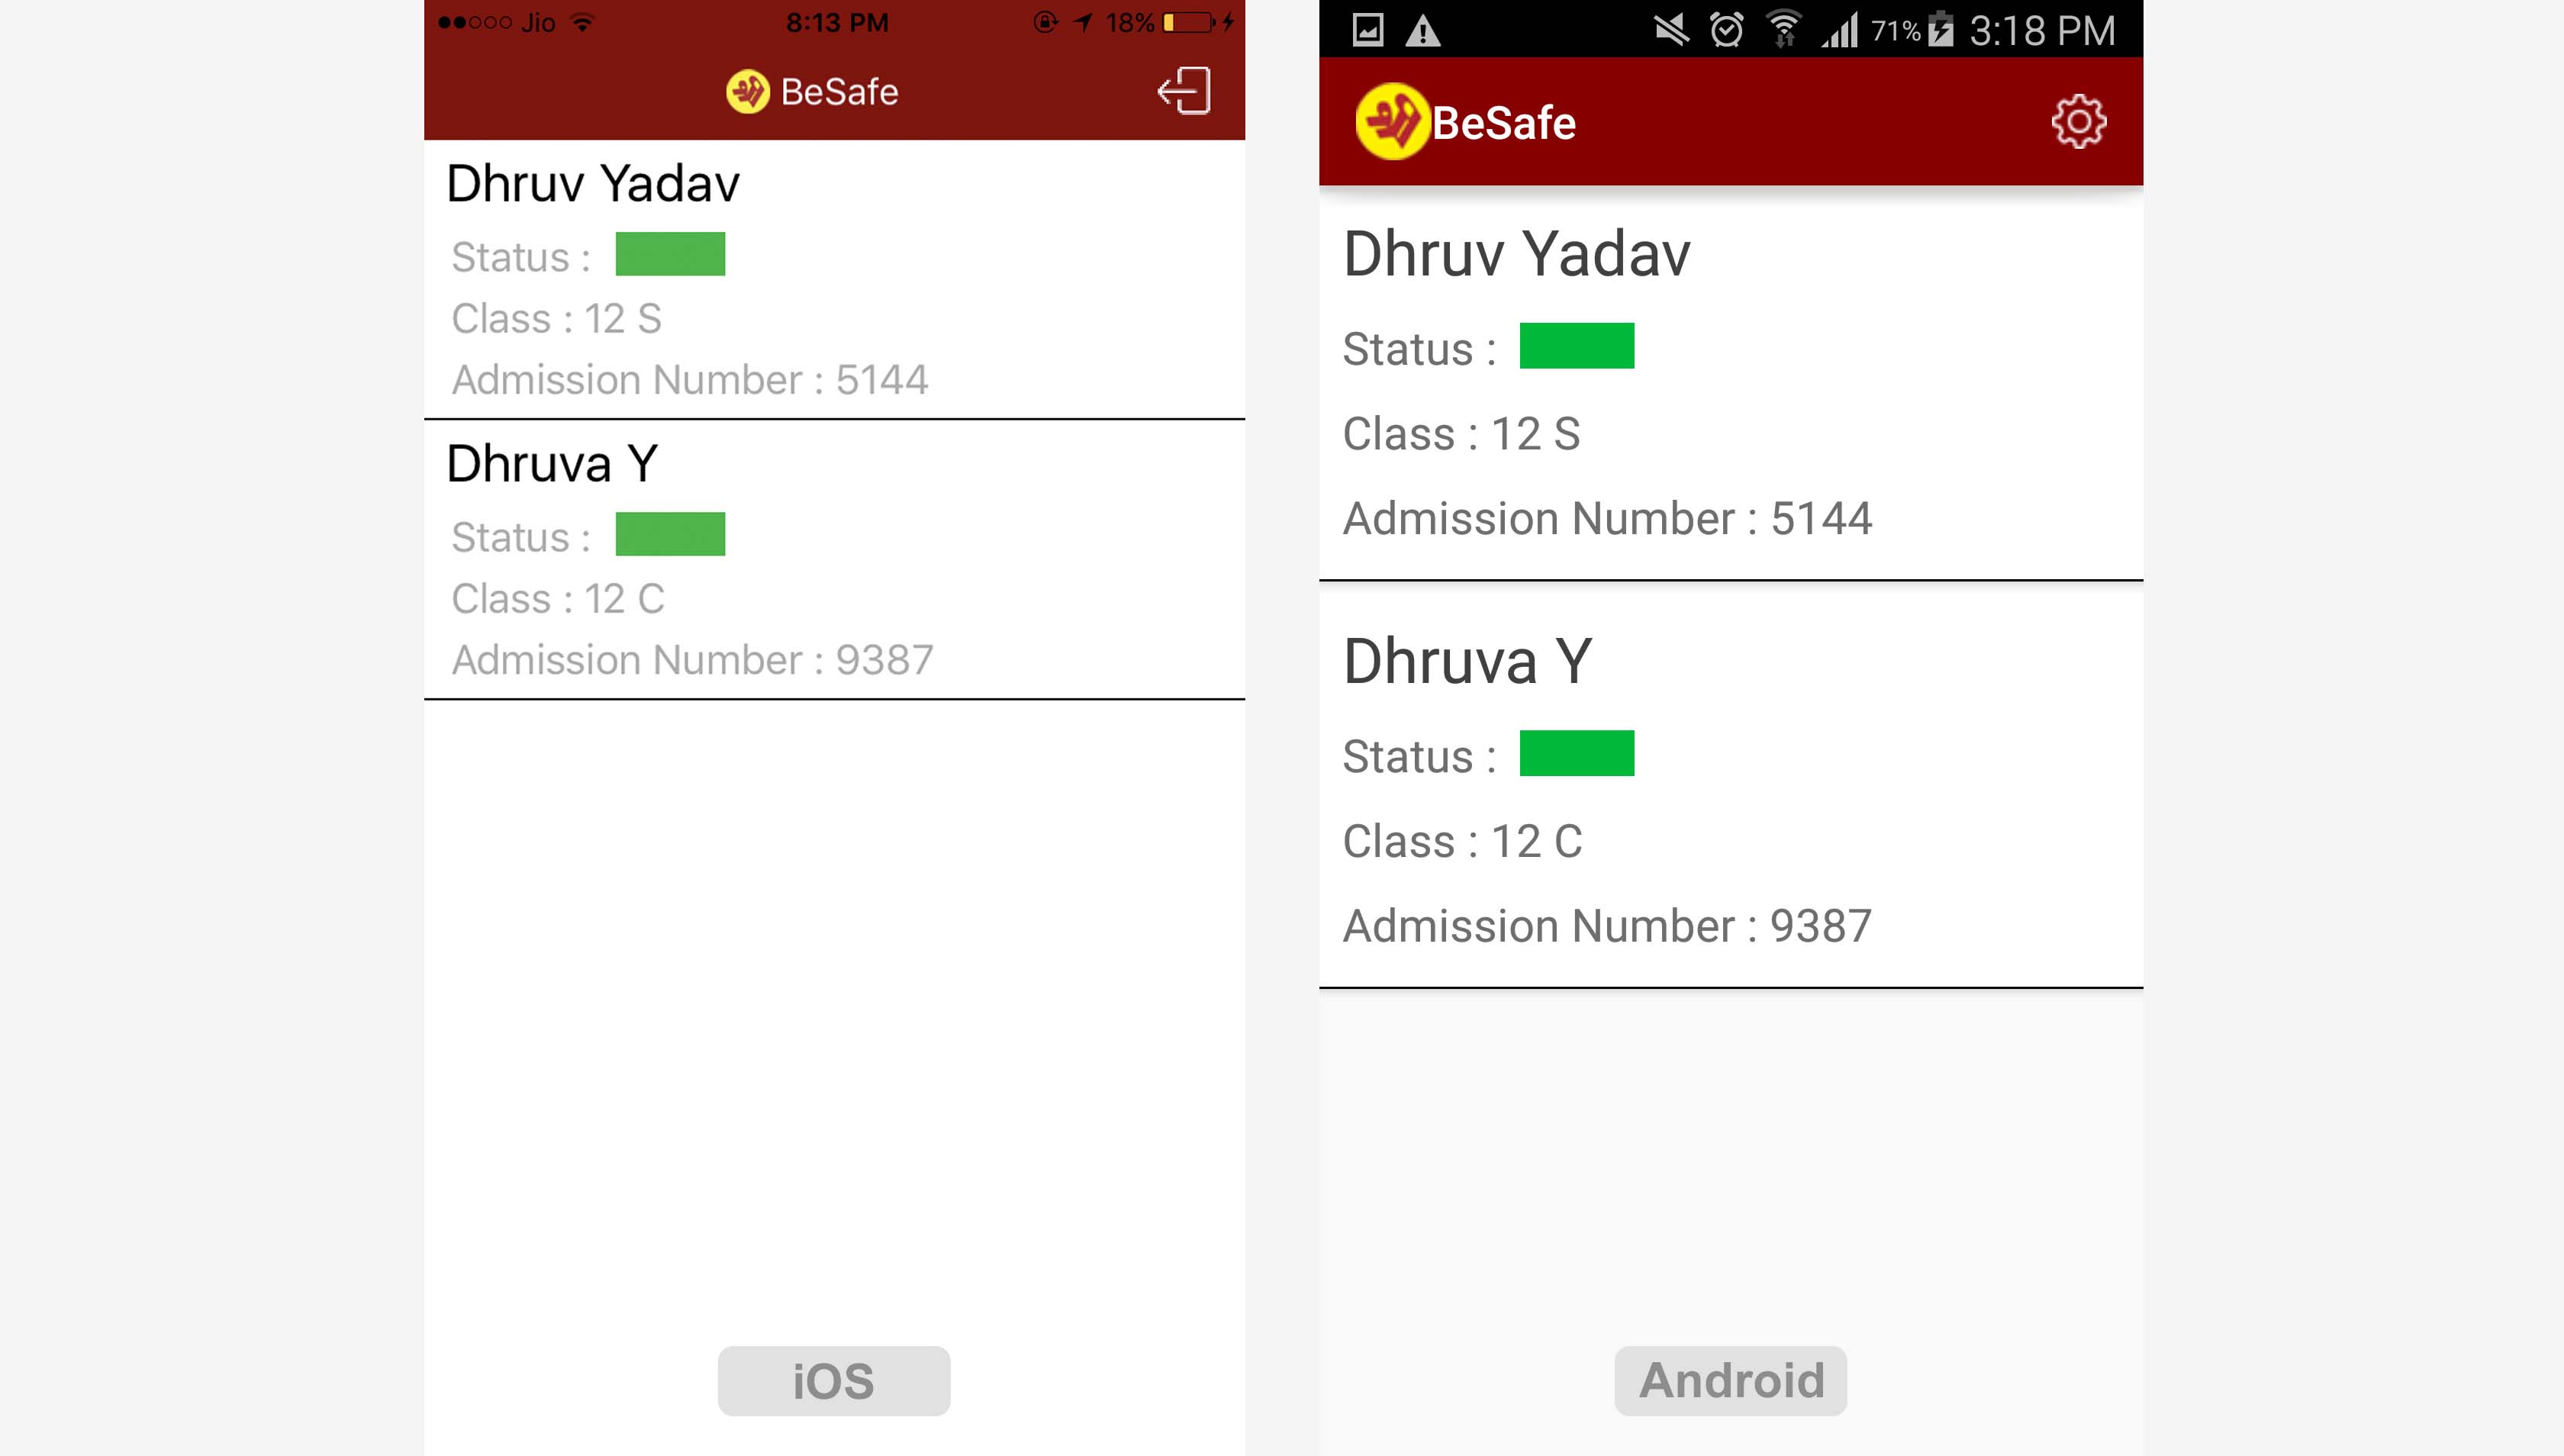 Jio 8:13 PM 18%
BeSafe
Dhruv Yadav
Status :
Class : 12 S
Admission Number : 5144
Dhruva Y
Status :
Class : 12 C
Admission Number : 9387
iOS
71% 3:18 PM
BeSafe
Dhruv Yadav
Status :
Class : 12 S
Admission Number : 5144
Dhruva Y
Status :
Class : 12 C
Admission Number : 9387
Android